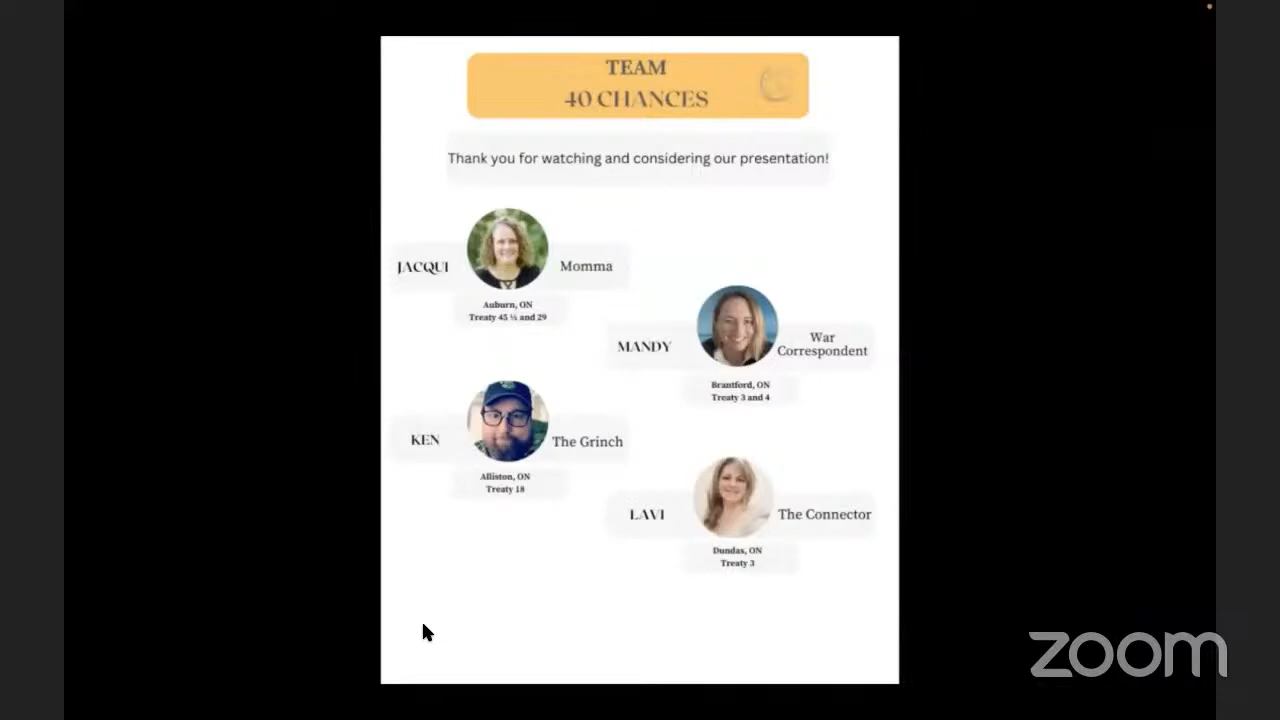 TEAM
40 CHANCES
Thank you for watching and considering our presentation!
JACQUI
Momma
Auburn, ON
Treaty 45 ½ and 29
MANDY
War
Correspondent
Brantford, ON
Treaty 3 and 4
KEN
The Grinch
Alliston, ON
Treaty 18
LAVI
The Connector
Dundas, ON
Treaty 3
zoom